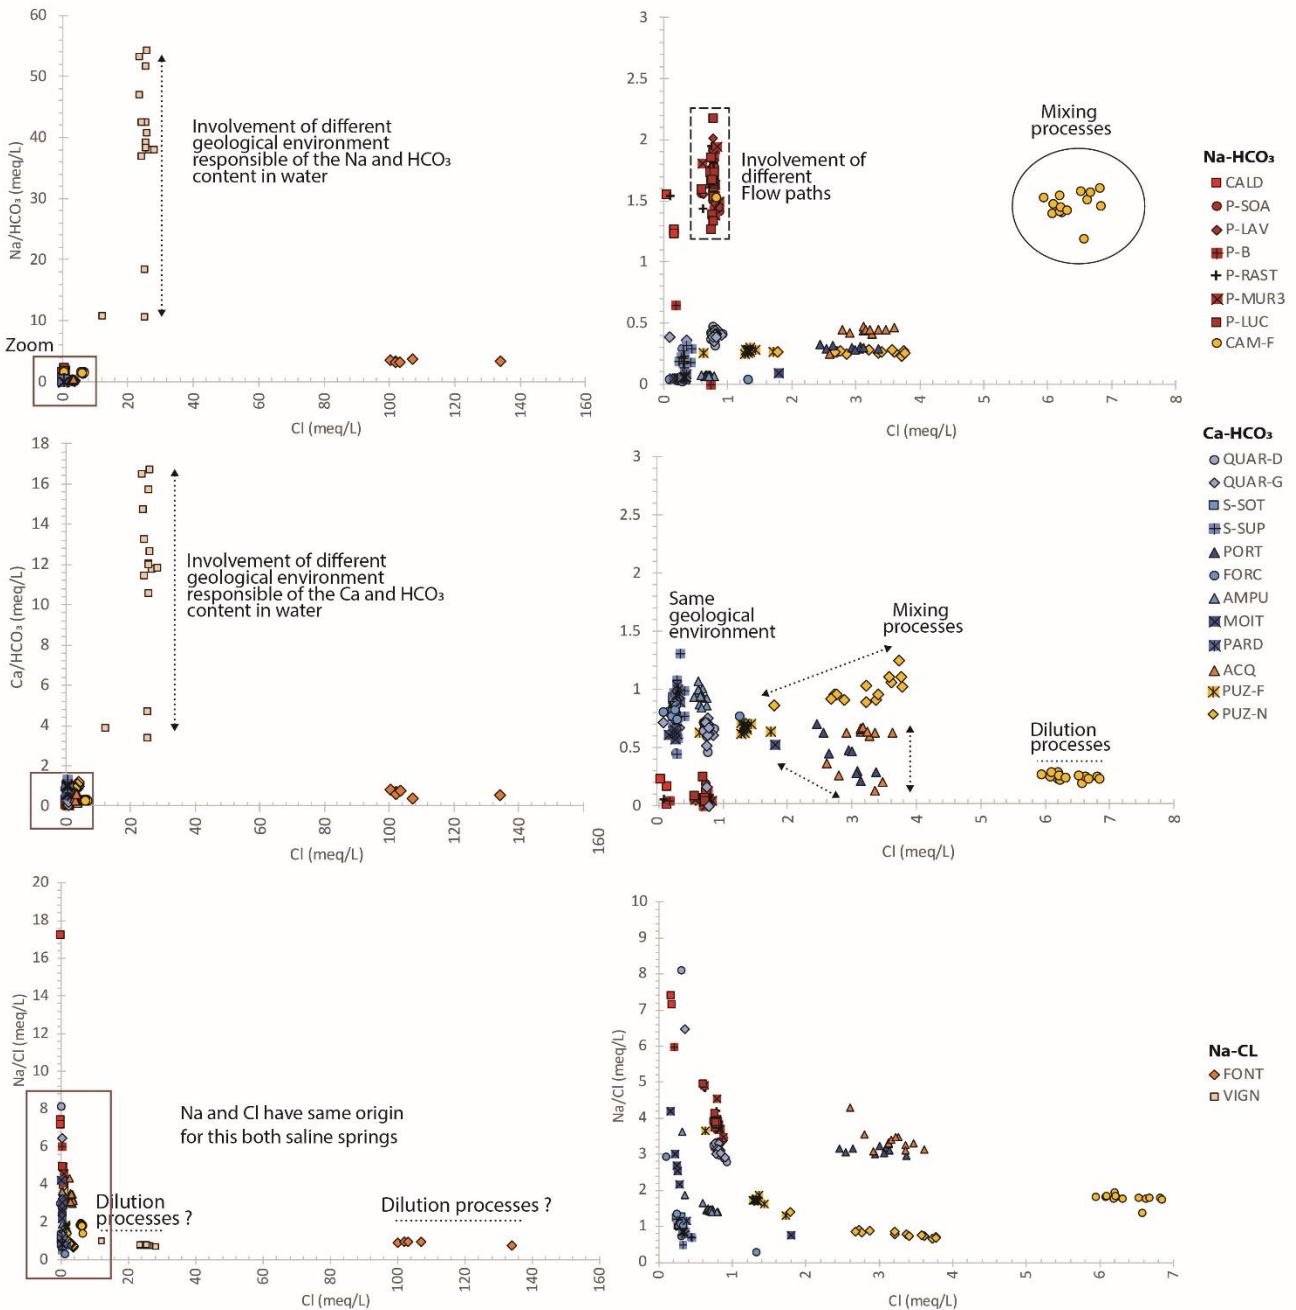 60
50
40
30
20
10
0
Na/HCO₃ (meq/L)
Involvement of different
geological environment
responsible of the Na and HCO₃
content in water
Zoom
0
20
40
60
80
100
120
140
160
Cl (meq/L)
3
2.5
2
1.5
1
0.5
0
Involvement of
different
Flow paths
Mixing
processes
0
1
2
3
4
5
6
7
8
Cl (meq/L)
Na-HCO₃
CALD
P-SOA
P-LAV
P-B
P-RAST
P-MUR3
P-LUC
CAM-F
18
16
14
12
10
8
6
4
2
0
Ca/HCO₃ (meq/L)
Involvement of different
geological environment
responsible of the Ca and HCO₃
content in water
0
20
40
60
80
100
120
140
160
Cl (meq/L)
3
2.5
2
1.5
1
0.5
0
Same
geological
environment
Mixing
processes
Dilution
processes
0
1
2
3
4
5
6
7
8
Cl (meq/L)
Ca-HCO₃
QUAR-D
QUAR-G
S-SOT
S-SUP
PORT
FORC
AMPU
MOIT
PARD
ACQ
PUZ-F
PUZ-N
20
18
16
14
12
10
8
6
4
2
0
Na/Cl (meq/L)
Na and Cl have same origin
for this both saline springs
Dilution
processes ?
Dilution processes ?
0
20
40
60
80
100
120
140
160
Cl (meq/L)
10
9
8
7
6
5
4
3
2
1
0
Na/Cl (meq/L)
0
1
2
3
4
5
6
7
Cl (meq/L)
Na-CL
FONT
VIGN